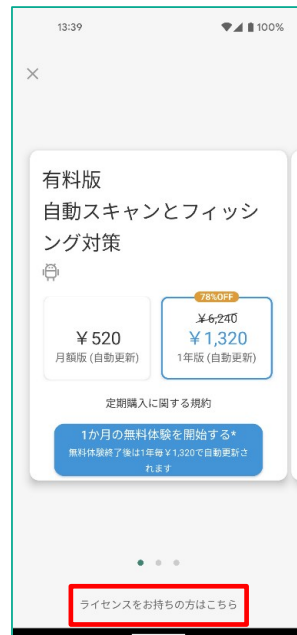 13:39
100%
有料版
自動スキャンとフィッシ
ング対策
78%OFF
¥6,240
¥520
¥1,320
月額版 (自動更新)
1年版 (自動更新)
定期購入に関する規約
1か月の無料体験を開始する*
無料体験終了後は1年毎¥1,320で自動更新さ
れます
ライセンスをお持ちの方はこちら